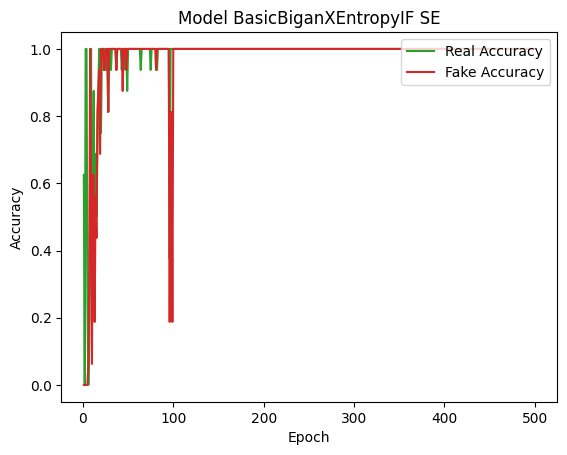 Model BasicBiganXEntropyIF SE
Real Accuracy
Fake Accuracy
Accuracy
1.0
0.8
0.6
0.4
0.2
0.0
0 100 200 300 400 500
Epoch